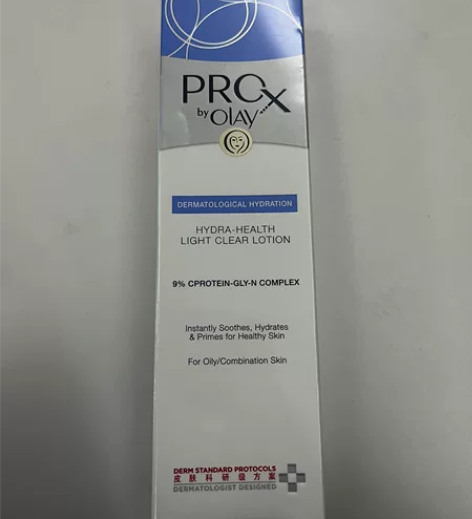 PROX
by OLAY
DERMATOLOGICAL HYDRATION
HYDRA-HEALTH
LIGHT CLEAR LOTION
9% CPROTEIN-GLY-N COMPLEX
Instantly Soothes, Hydrates
& Primes for Healthy Skin
For Oily/Combination Skin
DERM STANDARD PROTOCOLS
皮肤科研级方案
DERMATOLOGIST DESIGNED